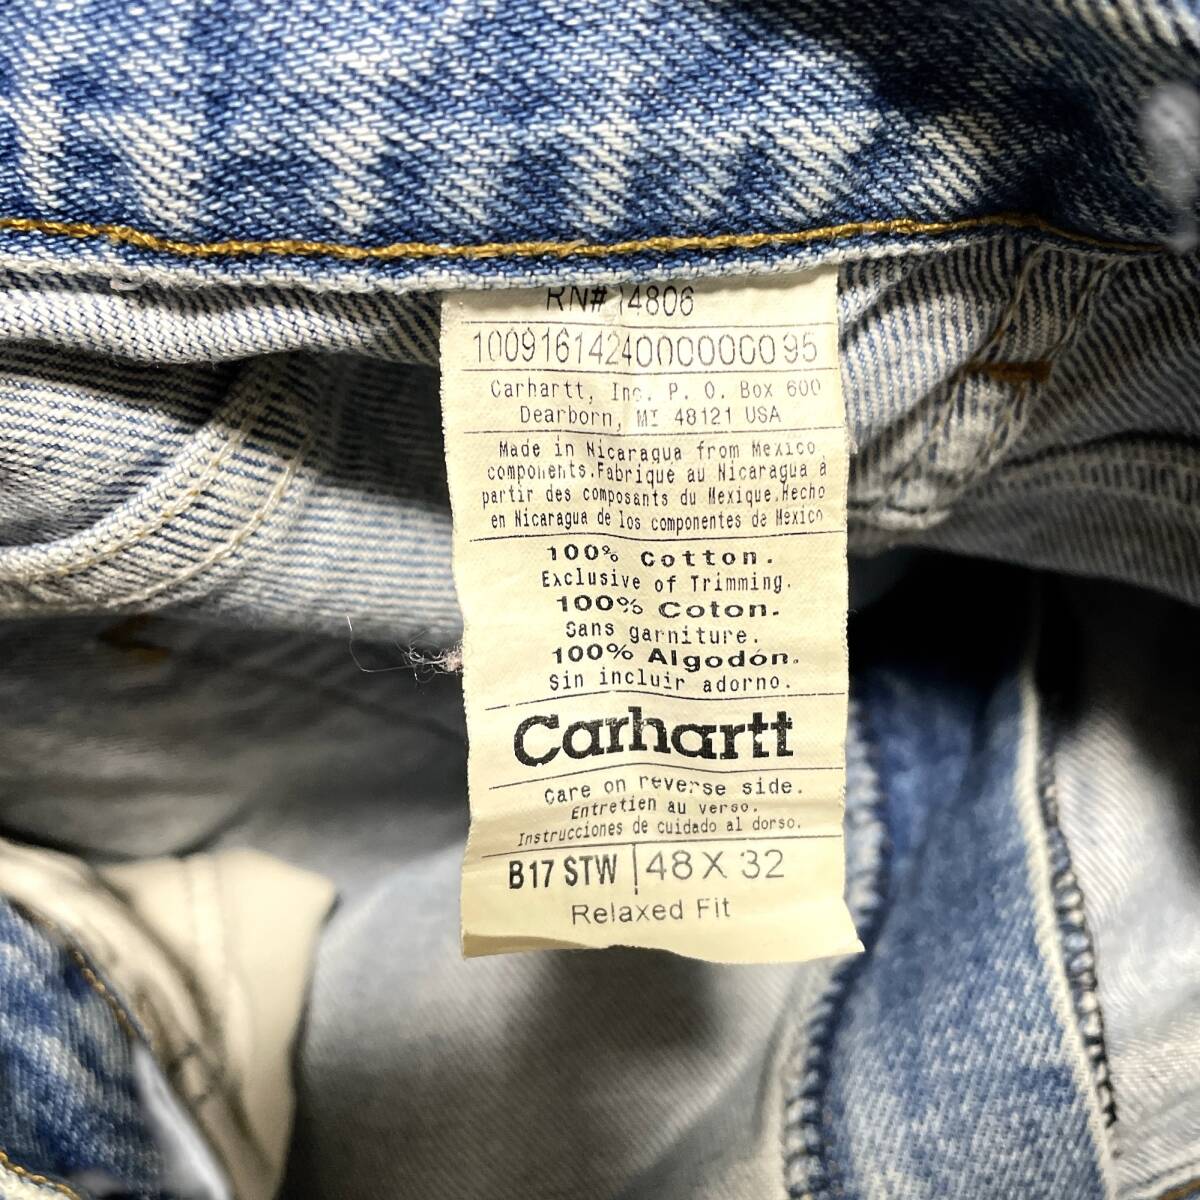 RN# 14806
1009161424000000095
Carhartt, Inc. P. O. Box 600
Dearborn, MI 48121 USA
Made in Nicaragua from Mexico
components.Fabrique au Nicaragua à
partir des composants du Mexique.Hecho
en Nicaragua de los componentes de Mexico
100% Cotton.
Exclusive of Trimming.
100% Coton.
Sans garniture.
100% Algodón.
Sin incluir adorno.
Carhartt
Care on reverse side.
Entretien au verso.
Instrucciones de cuidado al dorso.
B17 STW | 48 X 32
Relaxed Fit